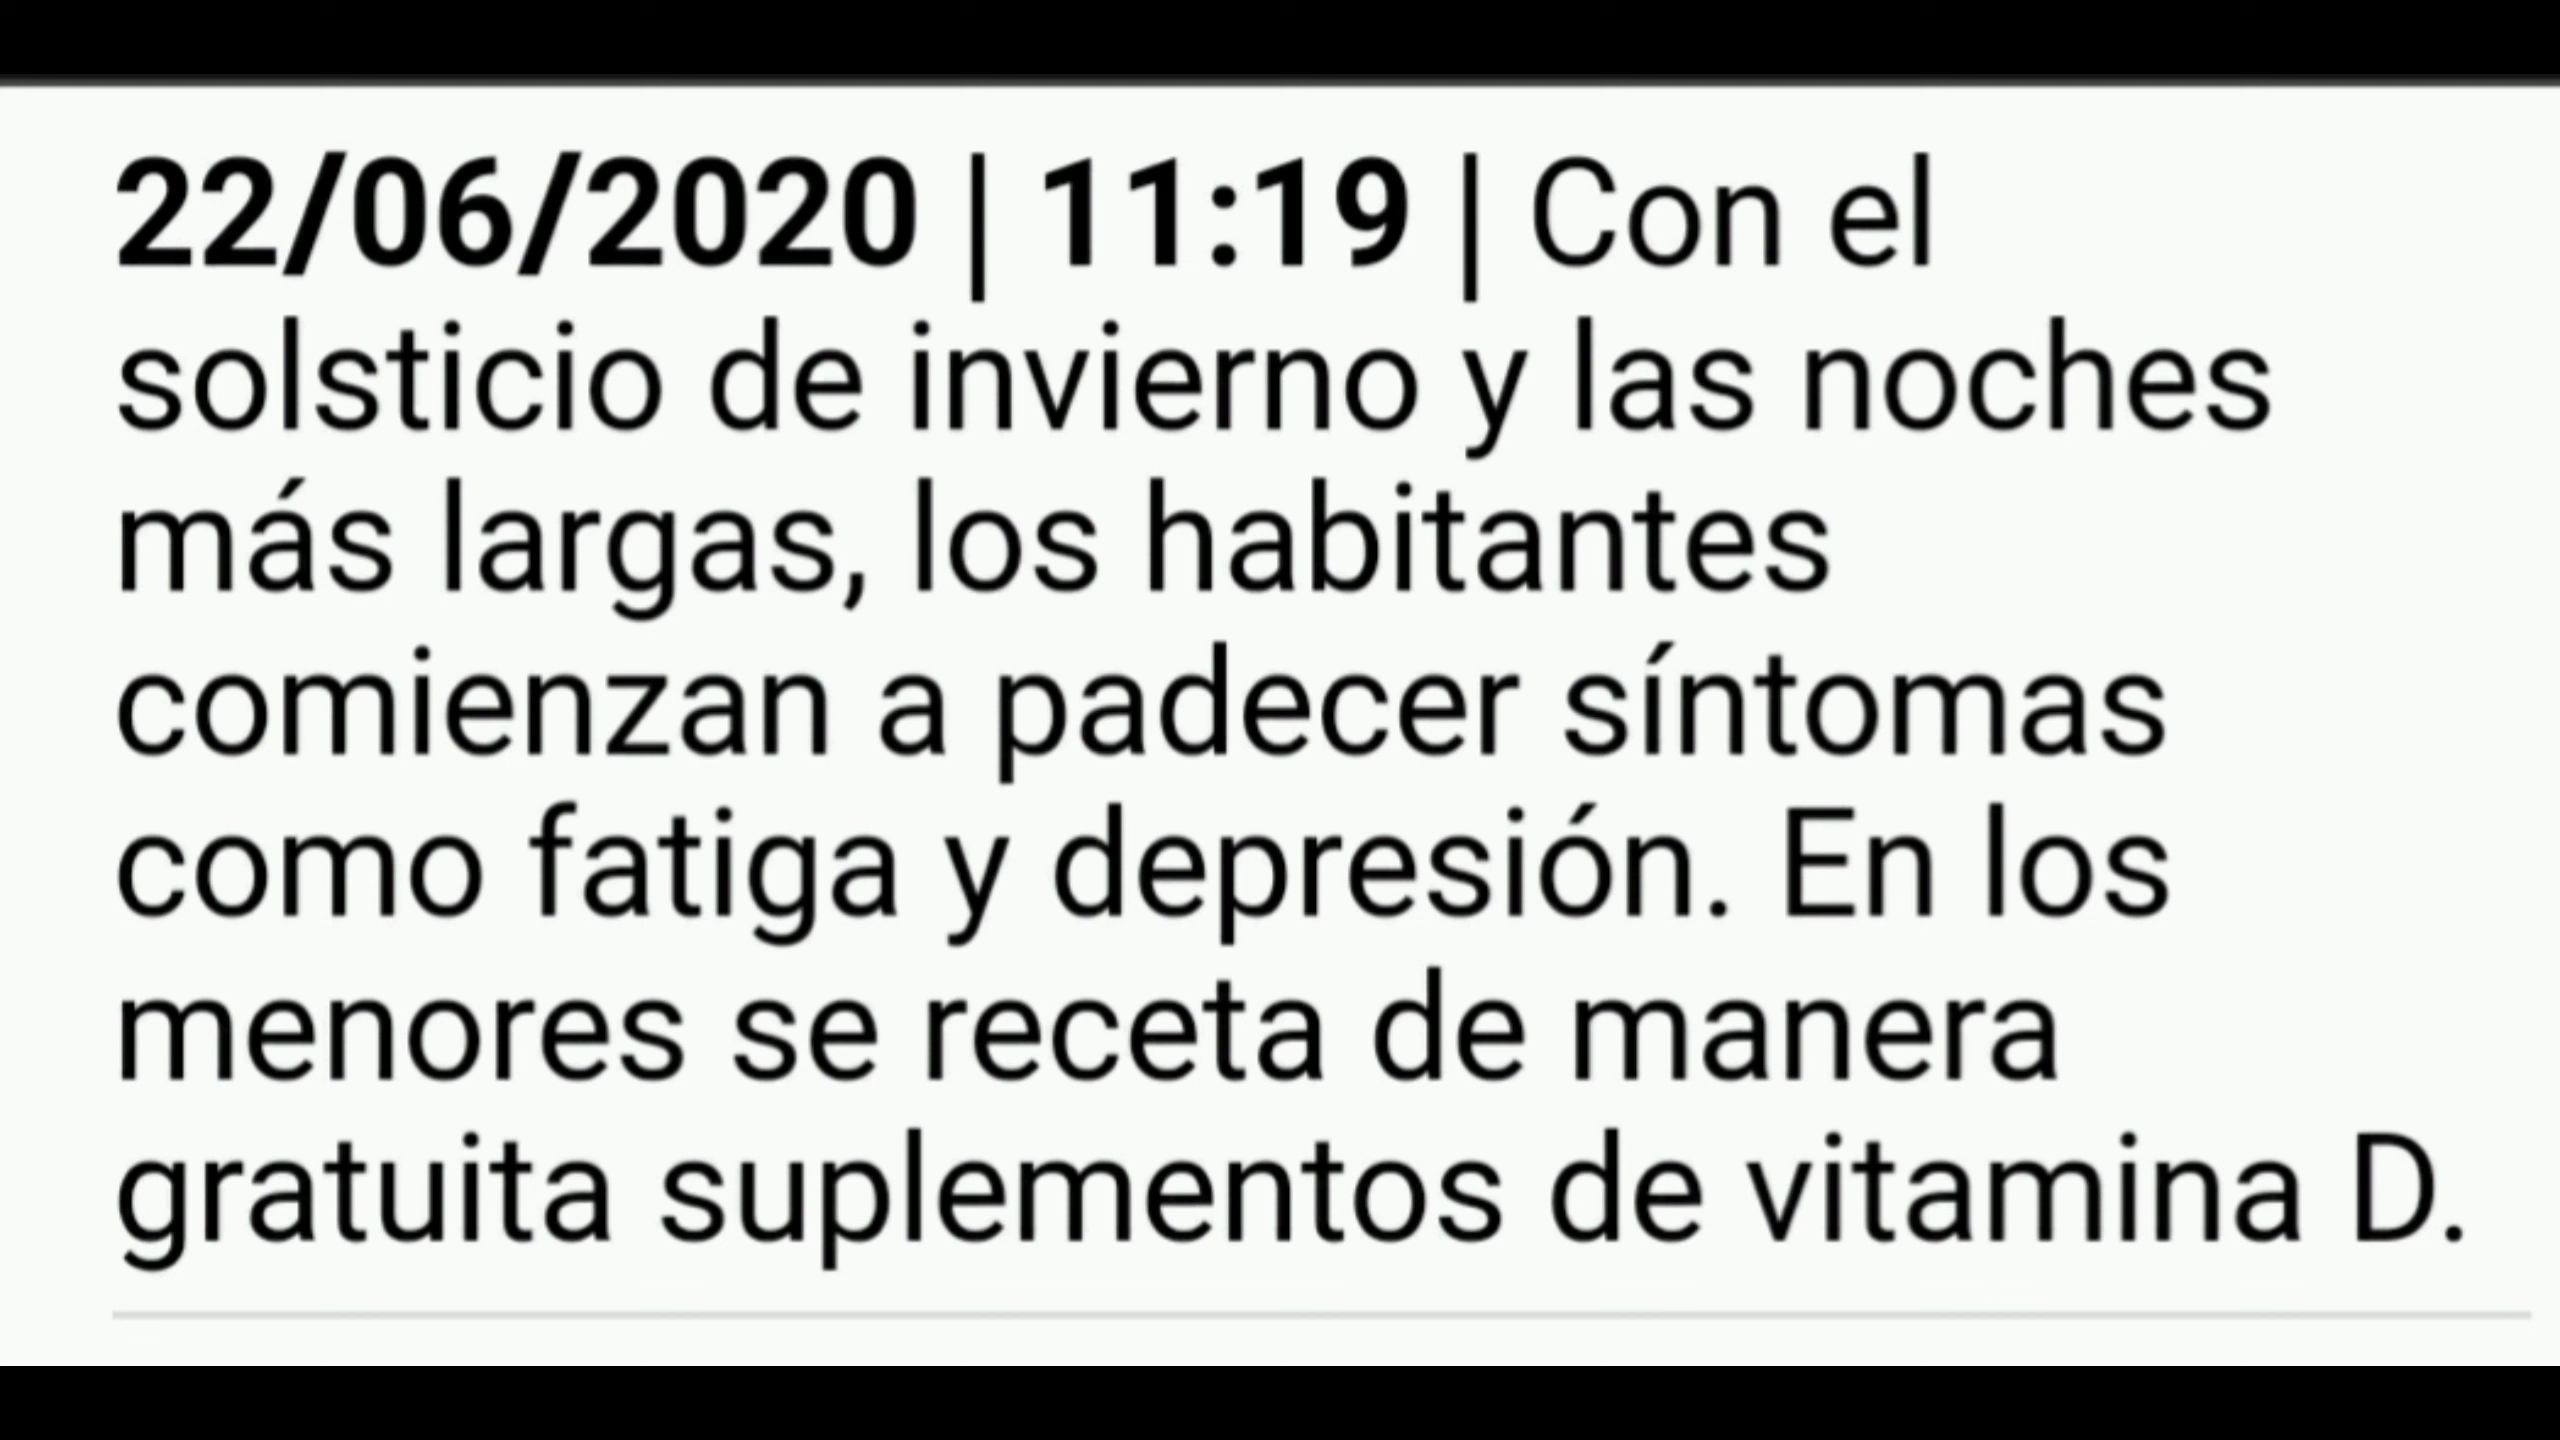 22/06/2020 | 11:19 | Con el
solsticio de invierno y las noches
más largas, los habitantes
comienzan a padecer síntomas
como fatiga y depresión. En los
menores se receta de manera
gratuita suplementos de vitamina D.